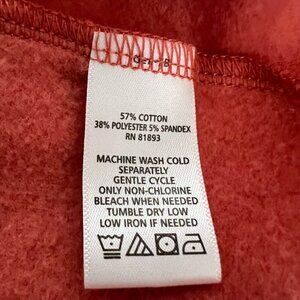 57% COTTON
38% POLYESTER 5% SPANDEX
RN 81893
MACHINE WASH COLD
SEPARATELY
GENTLE CYCLE
ONLY NON-CHLORINE
BLEACH WHEN NEEDED
TUMBLE DRY LOW
LOW IRON IF NEEDED